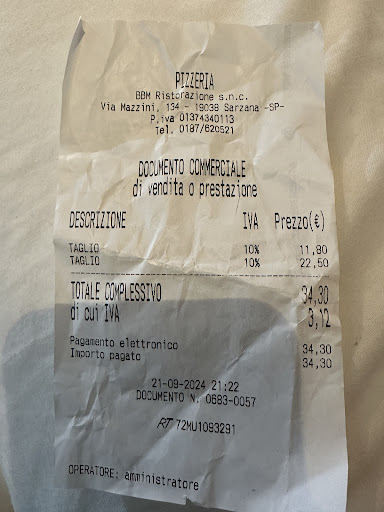 PIZZERIA
BBM Ristorazione s.n.c.
Via Mazzini, 134 - 19038 Sarzana -SP-
P.iva 01374340113
Tel. 0187/620521
DOCUMENTO COMMERCIALE
di vendita o prestazione
DESCRIZIONE IVA Prezzo(€)
TAGLIO 10% 11,80
TAGLIO 10% 22,50
TOTALE COMPLESSIVO 34,30
di cui IVA 3,12
Pagamento elettronico 34,30
Importo pagato 34,30
21-09-2024 21:22
DOCUMENTO N. 0683-0057
RT 72MU1093291
OPERATORE: amministratore